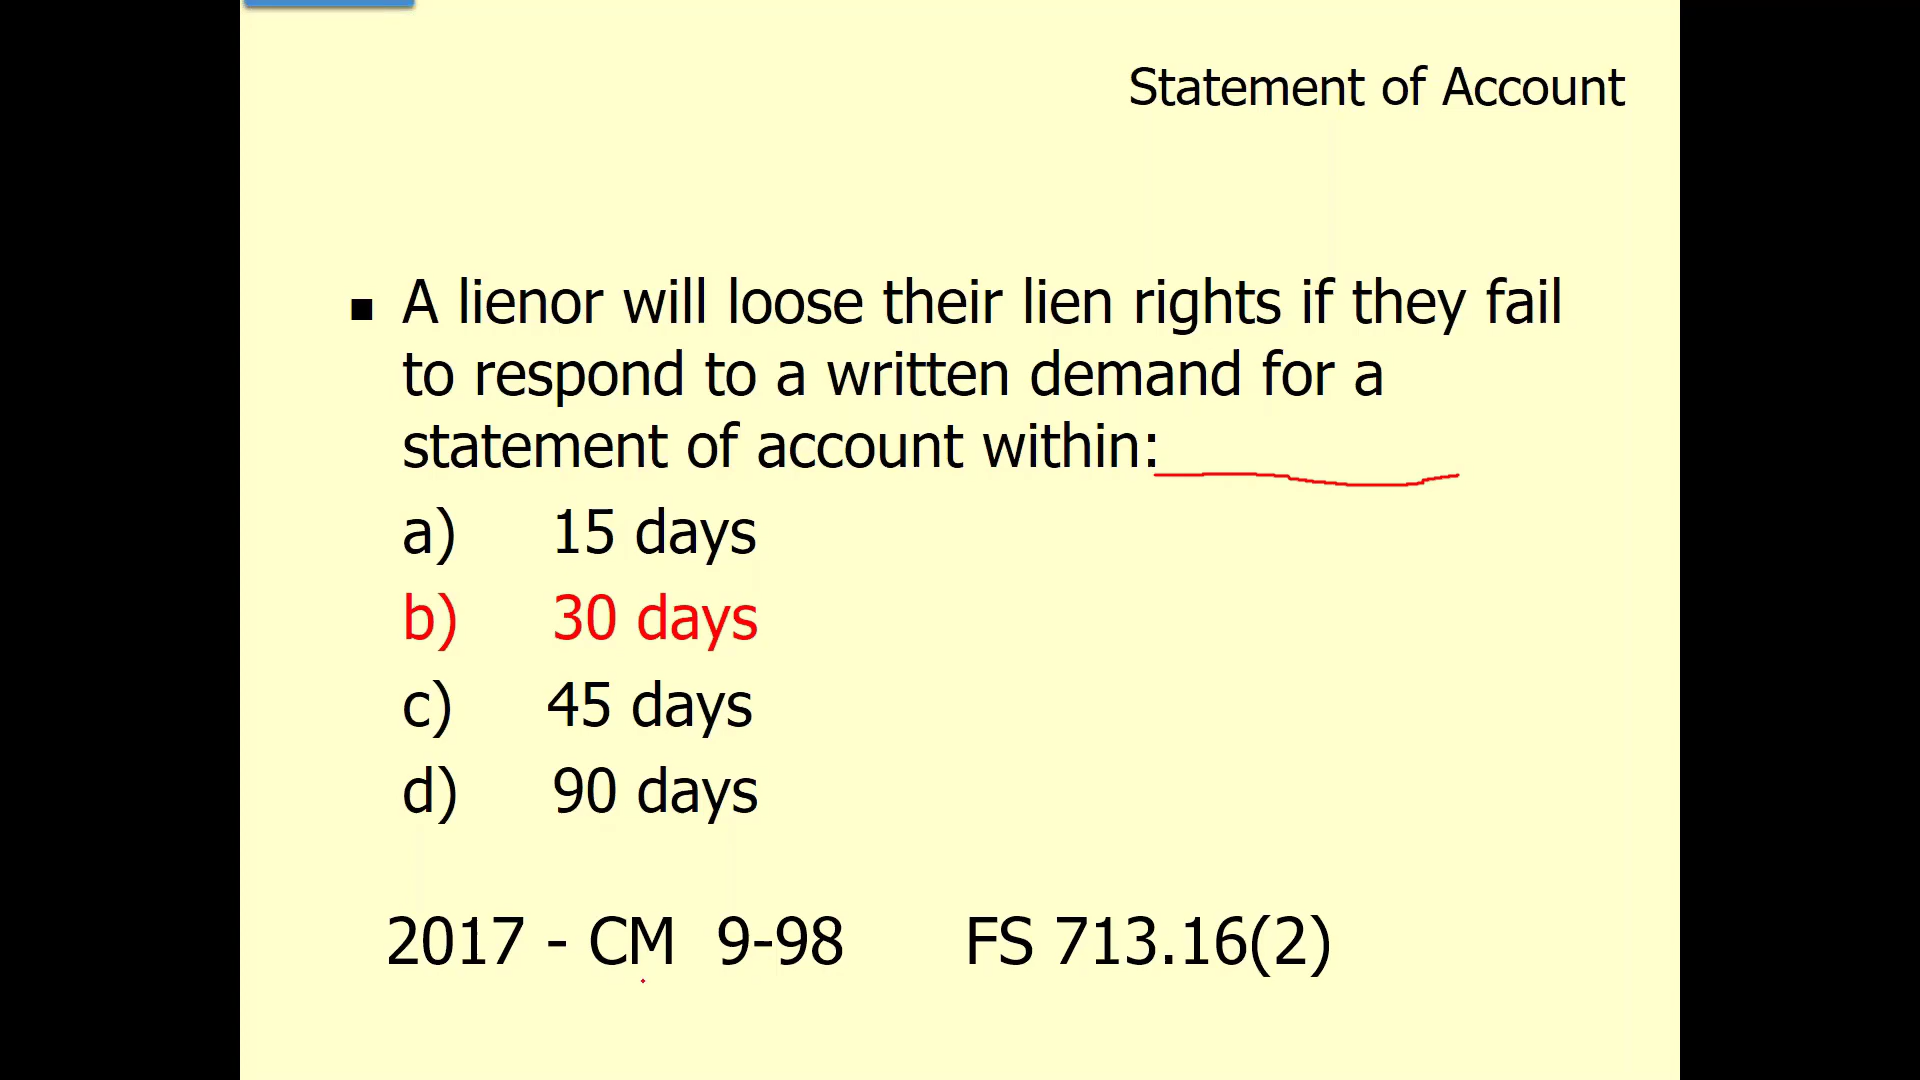 Statement of Account
▪ A lienor will loose their lien rights if they fail
to respond to a written demand for a
statement of account within:
a) 15 days
b) 30 days
c) 45 days
d) 90 days
2017 - CM 9-98 FS 713.16(2)